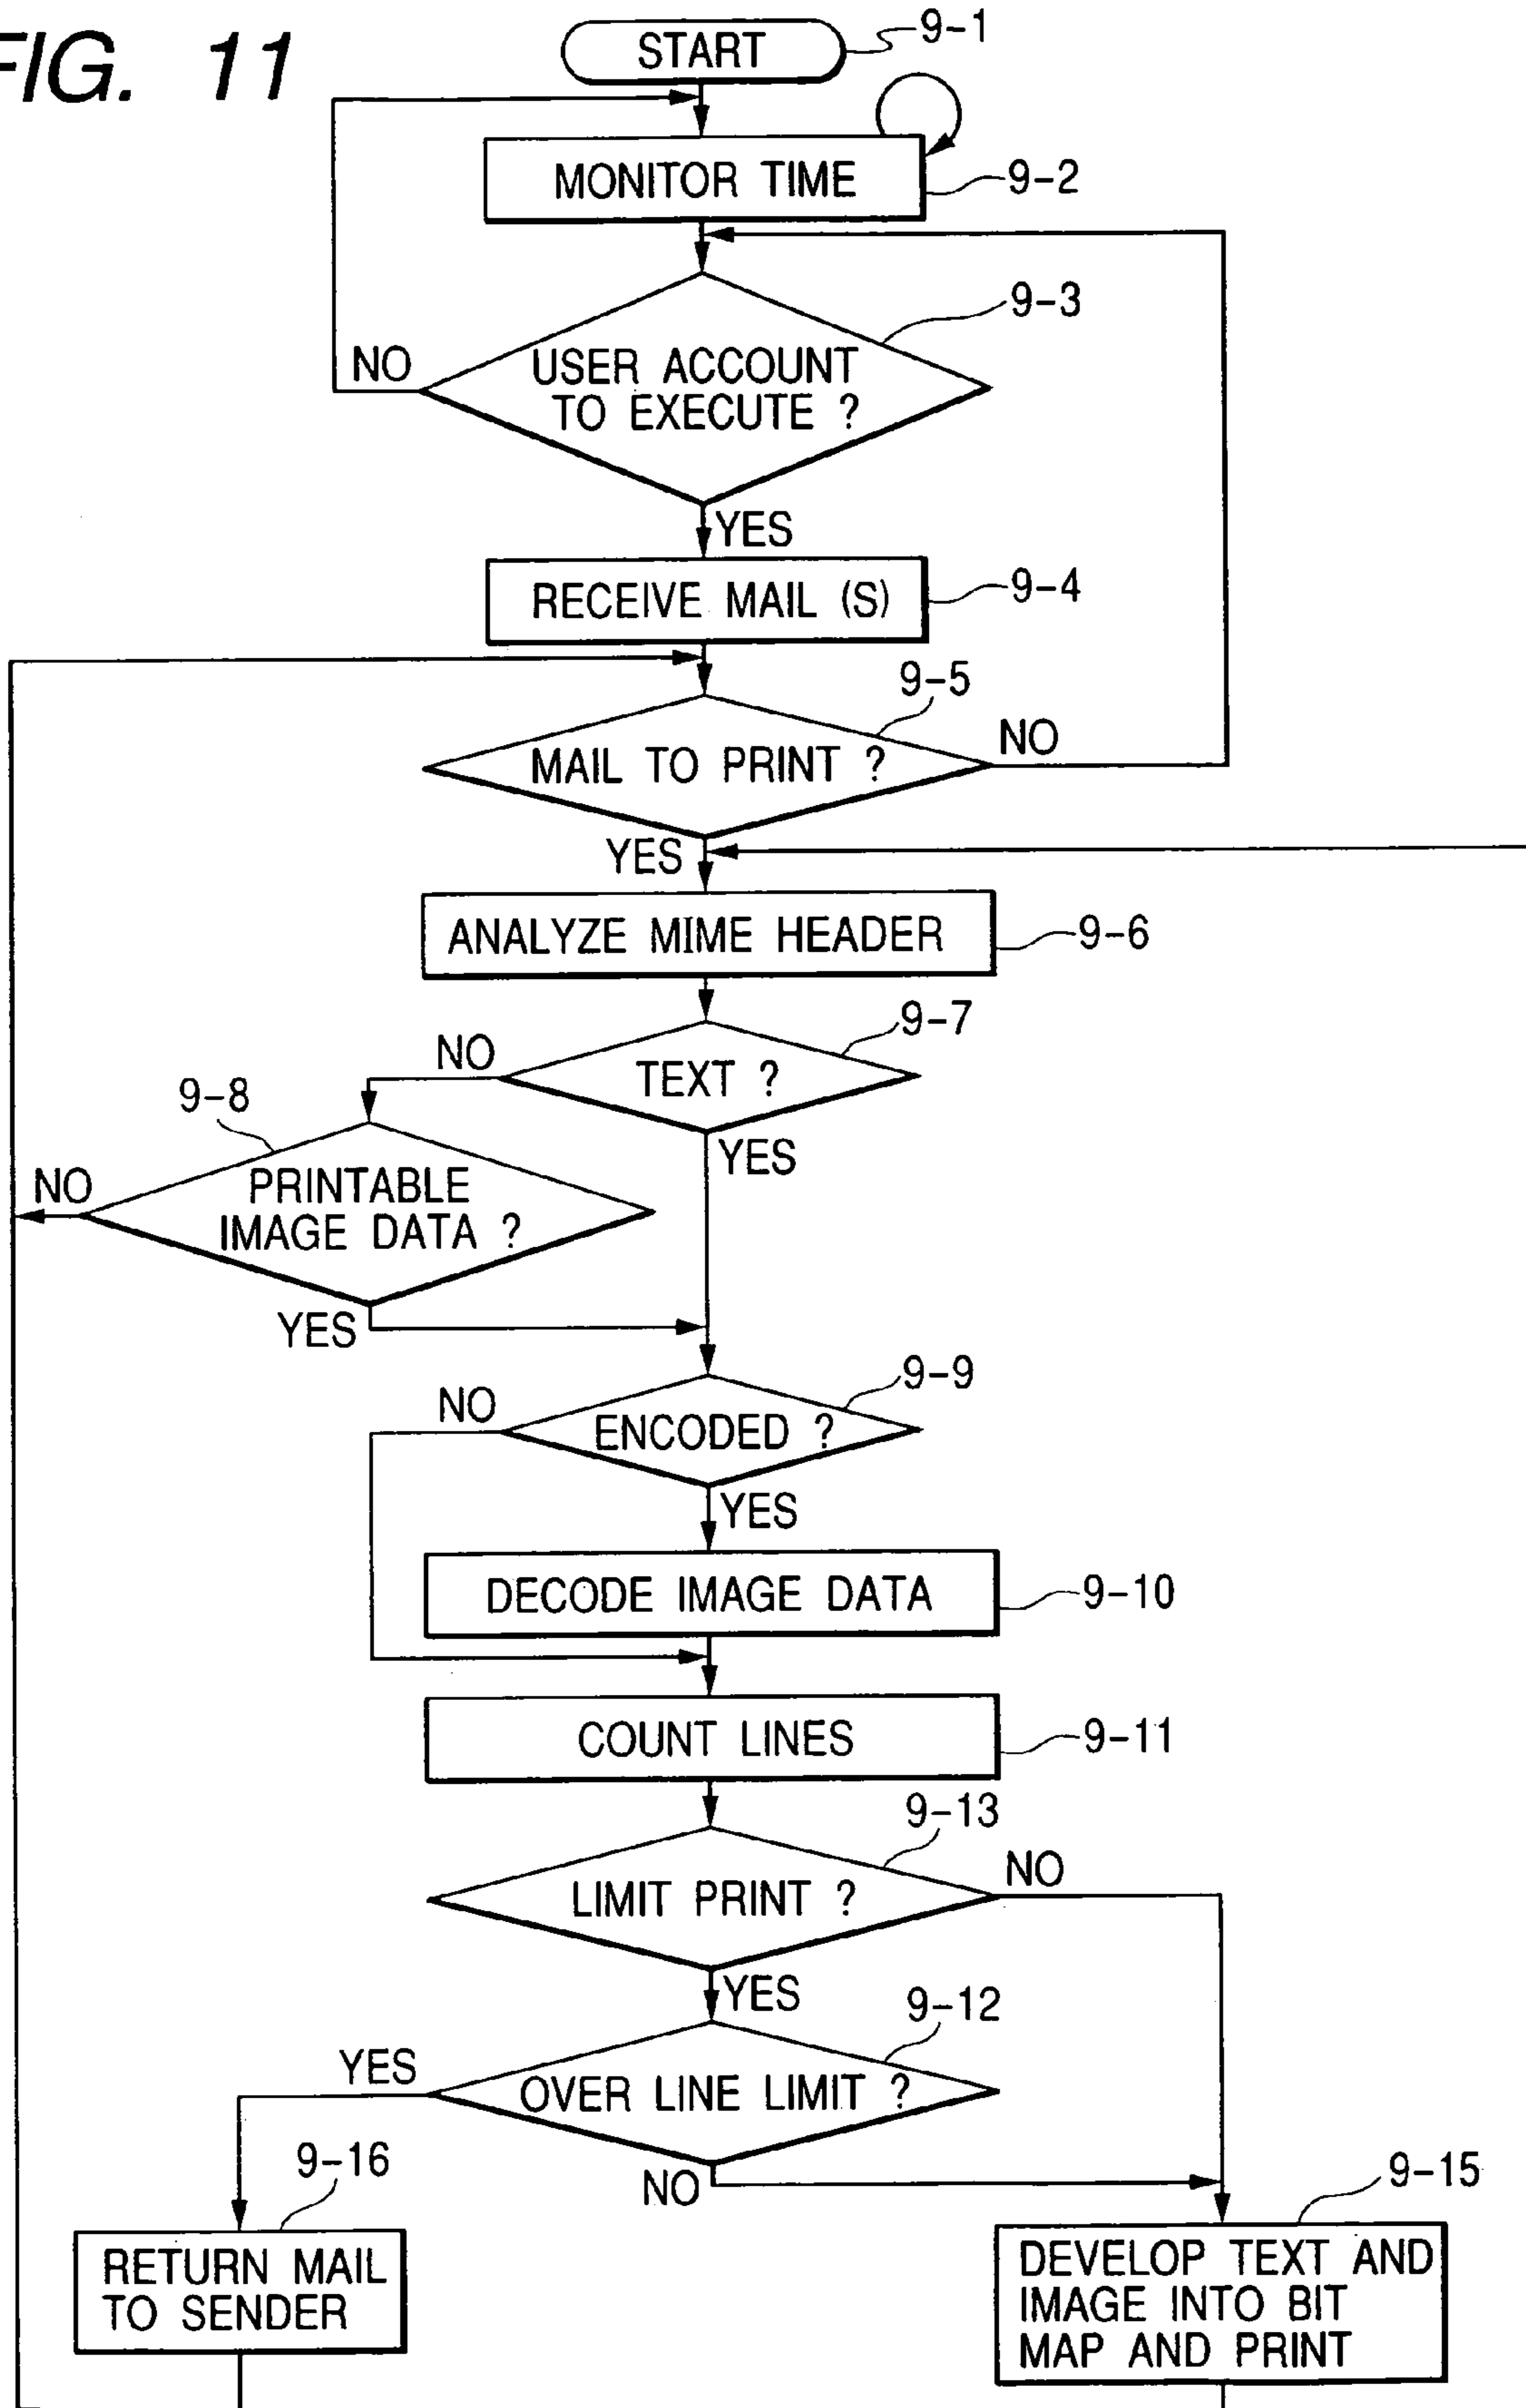 FIG. 11
START
9-1
MONITOR TIME
9-2
9-3
NO
USER ACCOUNT
TO EXECUTE ?
YES
RECEIVE MAIL (S)
9-4
9-5
MAIL TO PRINT ?
NO
YES
ANALYZE MIME HEADER
9-6
9-7
NO
TEXT ?
9-8
YES
NO
PRINTABLE
IMAGE DATA ?
YES
9-9
NO
ENCODED ?
YES
DECODE IMAGE DATA
9-10
COUNT LINES
9-11
9-13
NO
LIMIT PRINT ?
YES
9-12
YES
OVER LINE LIMIT ?
9-16
NO
9-15
RETURN MAIL
TO SENDER
DEVELOP TEXT AND
IMAGE INTO BIT
MAP AND PRINT